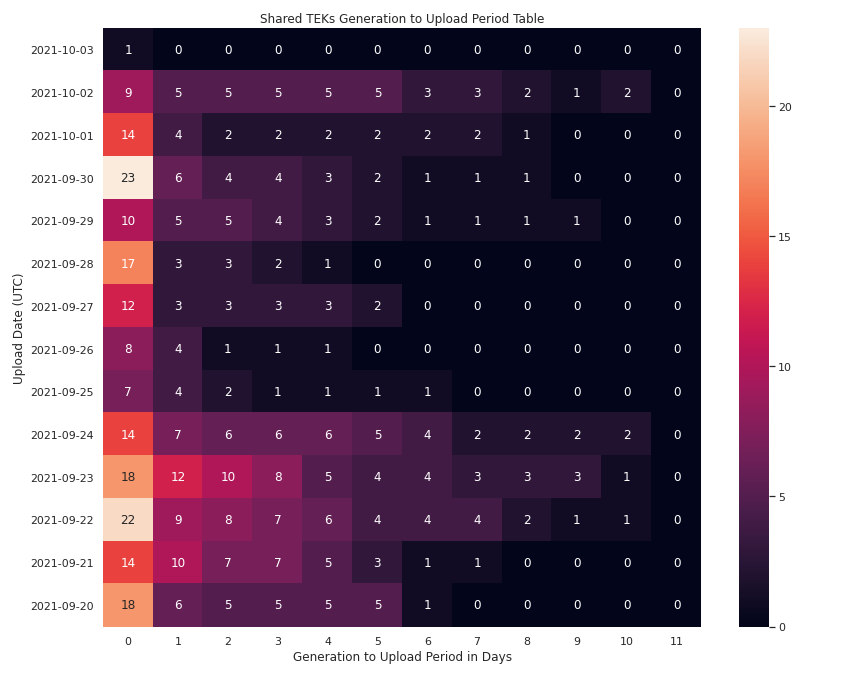 Shared TEKs Generation to Upload Period Table
2021-10-03 1 0 0 0 0 0 0 0 0 0 0 0
2021-10-02 9 5 5 5 5 5 3 3 2 1 2 0
2021-10-01 14 4 2 2 2 2 2 2 1 0 0 0
2021-09-30 23 6 4 4 3 2 1 1 1 0 0 0
2021-09-29 10 5 5 4 3 2 1 1 1 1 0 0
2021-09-28 17 3 3 2 1 0 0 0 0 0 0 0
2021-09-27 12 3 3 3 3 2 0 0 0 0 0 0
2021-09-26 8 4 1 1 1 0 0 0 0 0 0 0
2021-09-25 7 4 2 1 1 1 1 0 0 0 0 0
2021-09-24 14 7 6 6 6 5 4 2 2 2 2 0
2021-09-23 18 12 10 8 5 4 4 3 3 3 1 0
2021-09-22 22 9 8 7 6 4 4 4 2 1 1 0
2021-09-21 14 10 7 7 5 3 1 1 0 0 0 0
2021-09-20 18 6 5 5 5 5 1 0 0 0 0 0
0 1 2 3 4 5 6 7 8 9 10 11
Generation to Upload Period in Days
Upload Date (UTC)
20
15
10
5
0